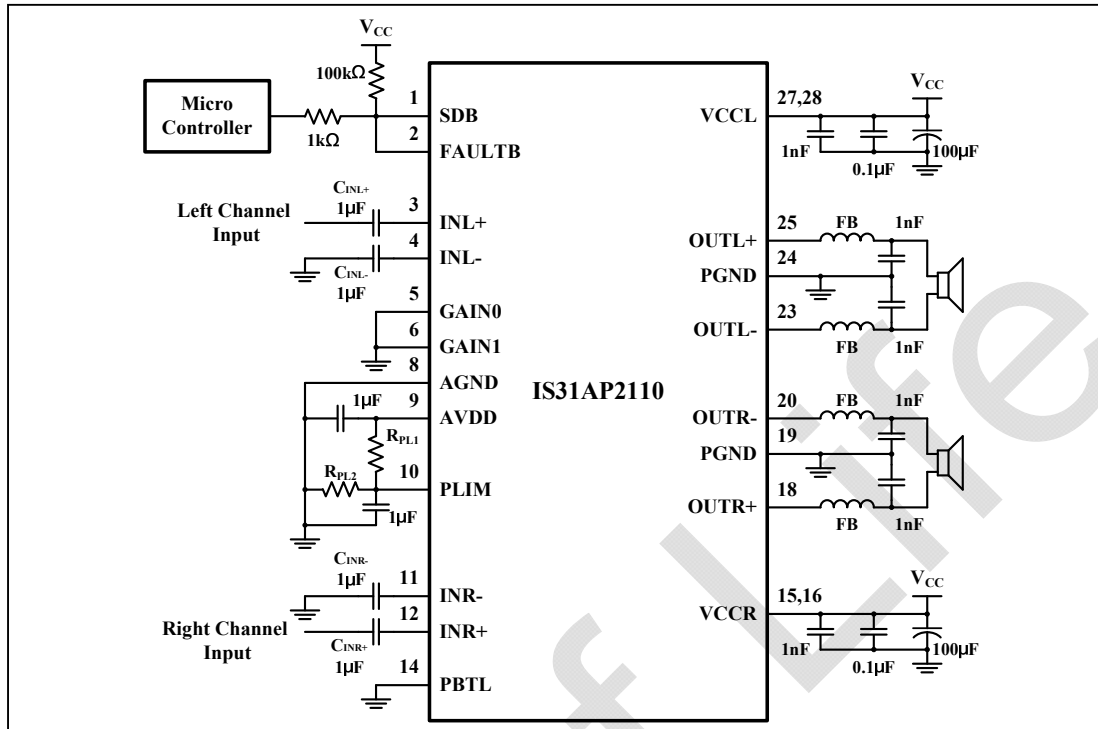 VCC
100kΩ
Micro
Controller
1kΩ
1
SDB
2
FAULTB
Left Channel
Input
CINL+
1µF
3
INL+
4
INL-
CINL-
1µF
5
GAIN0
6
GAIN1
8
AGND
1µF
9
AVDD
RPL1
RPL2
10
PLIM
1µF
CINR-
1µF
11
INR-
12
INR+
Right Channel
Input
CINR+
1µF
14
PBTL
IS31AP2110
VCC
27,28
VCCL
1nF
0.1µF
100µF
25
OUTL+
FB
1nF
24
PGND
23
OUTL-
FB
1nF
20
OUTR-
FB
1nF
19
PGND
18
OUTR+
FB
1nF
VCC
15,16
VCCR
1nF
0.1µF
100µF
f Life